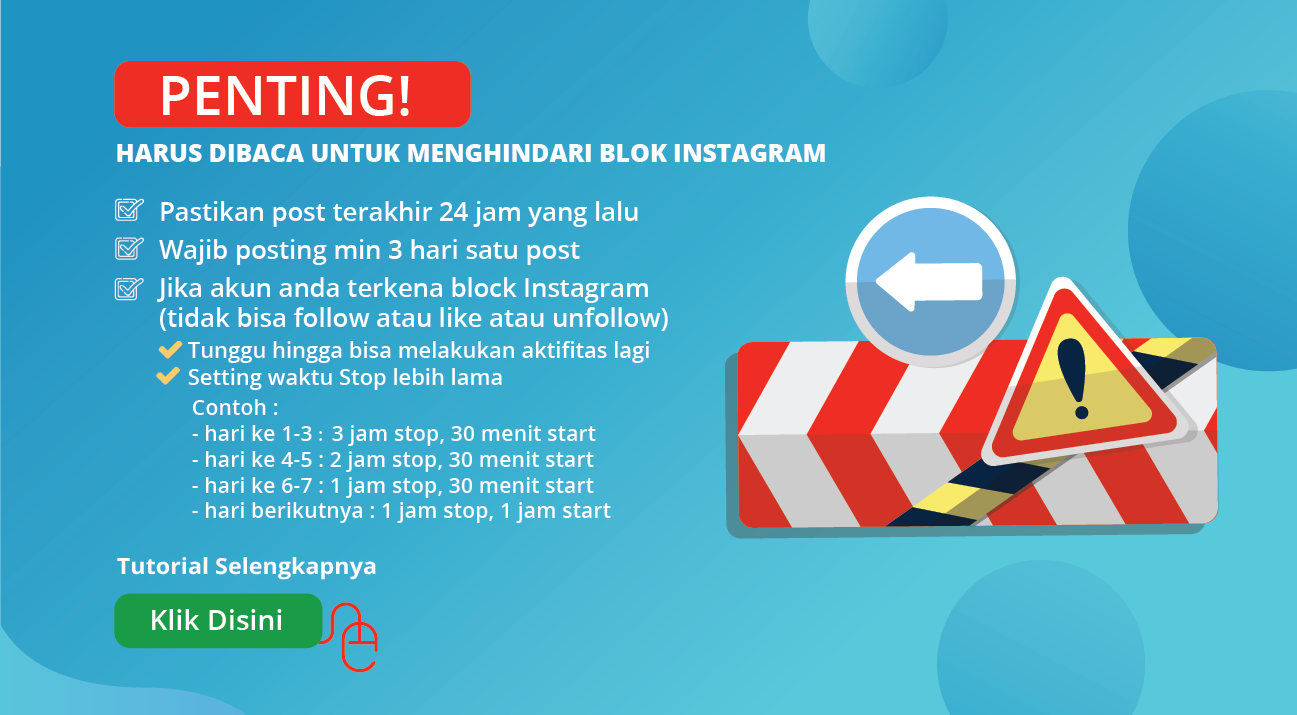 PENTING!
HARUS DIBACA UNTUK MENGHINDARI BLOK INSTAGRAM
Pastikan post terakhir 24 jam yang lalu
Wajib posting min 3 hari satu post
Jika akun anda terkena block Instagram
(tidak bisa follow atau like atau unfollow)
Tunggu hingga bisa melakukan aktifitas lagi
Setting waktu Stop lebih lama
Contoh :
- hari ke 1-3 : 3 jam stop, 30 menit start
- hari ke 4-5 : 2 jam stop, 30 menit start
- hari ke 6-7 : 1 jam stop, 30 menit start
- hari berikutnya : 1 jam stop, 1 jam start
Tutorial Selengkapnya
Klik Disini